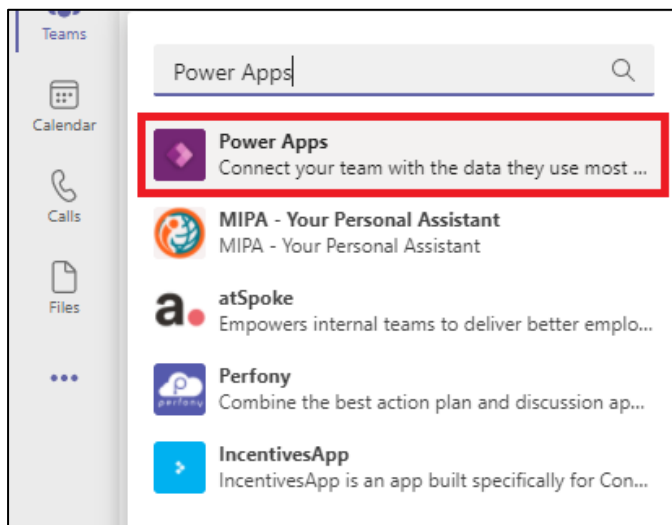 Teams
Calendar
Calls
Files
Power Apps
Power Apps
Connect your team with the data they use most ...
MIPA - Your Personal Assistant
MIPA - Your Personal Assistant
a.
atSpoke
Empowers internal teams to deliver better emplo...
perfony
Perfony
Combine the best action plan and discussion ap...
IncentivesApp
IncentivesApp is an app built specifically for Con...